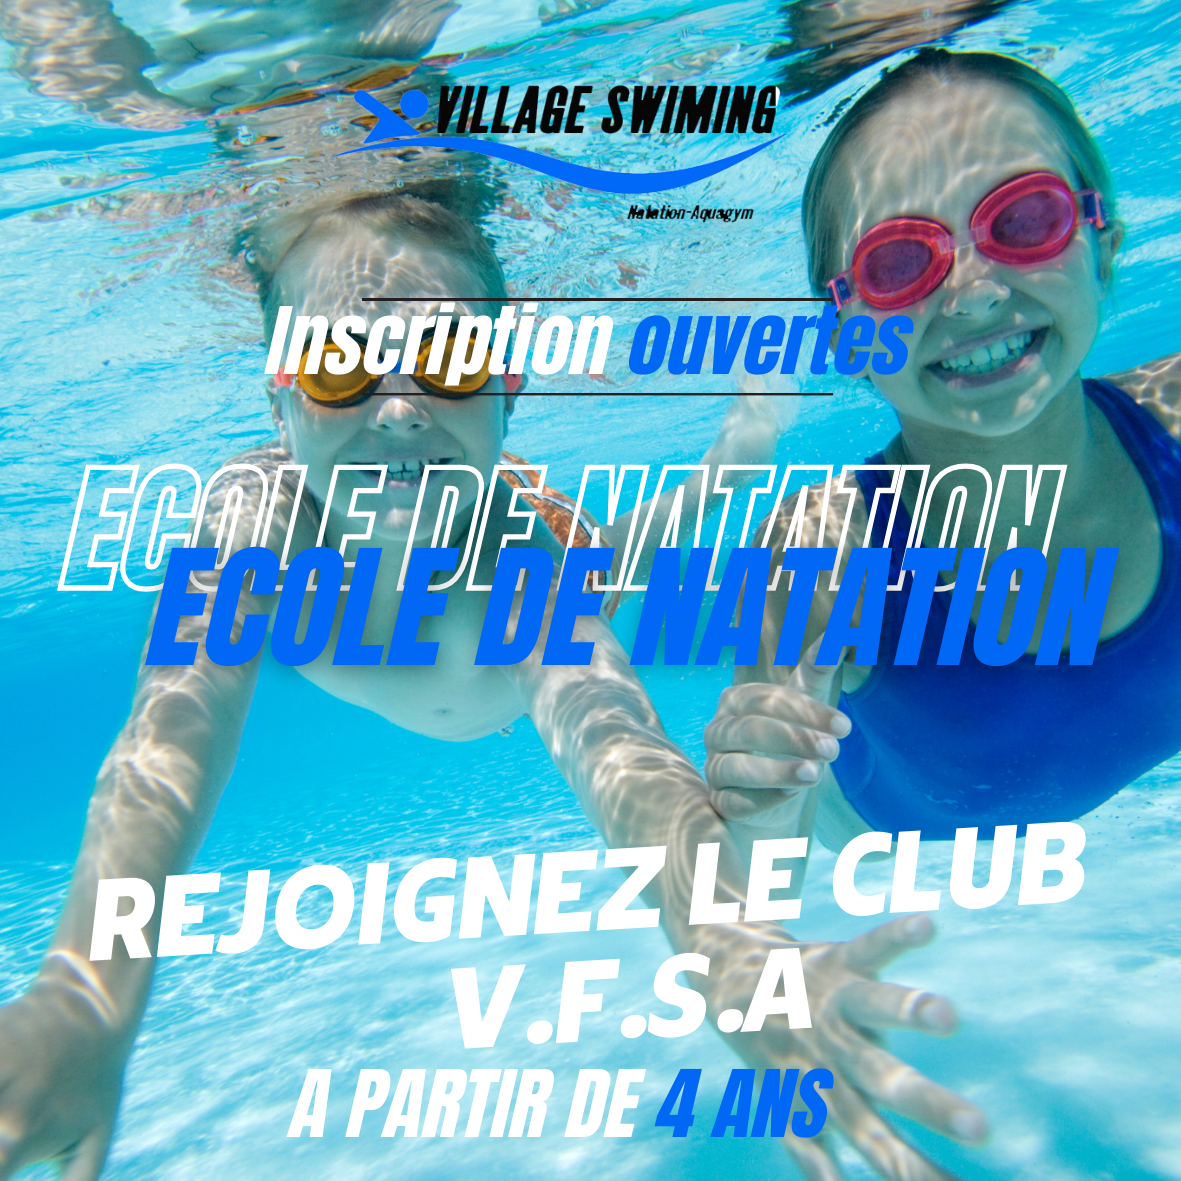 VILLAGE SWIMING
Natation-Aquagym
Inscription ouvertes
ECOLE DE NATATION
ECOLE DE NATATION
REJOIGNEZ LE CLUB
V.F.S.A
A PARTIR DE 4 ANS